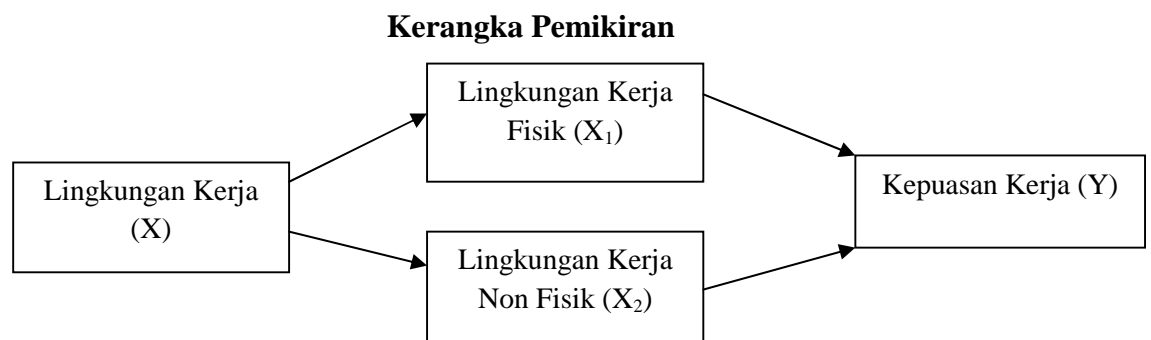 Kerangka Pemikiran
Lingkungan Kerja
Fisik (X₁)
Lingkungan Kerja
(X)
Kepuasan Kerja (Y)
Lingkungan Kerja
Non Fisik (X₂)